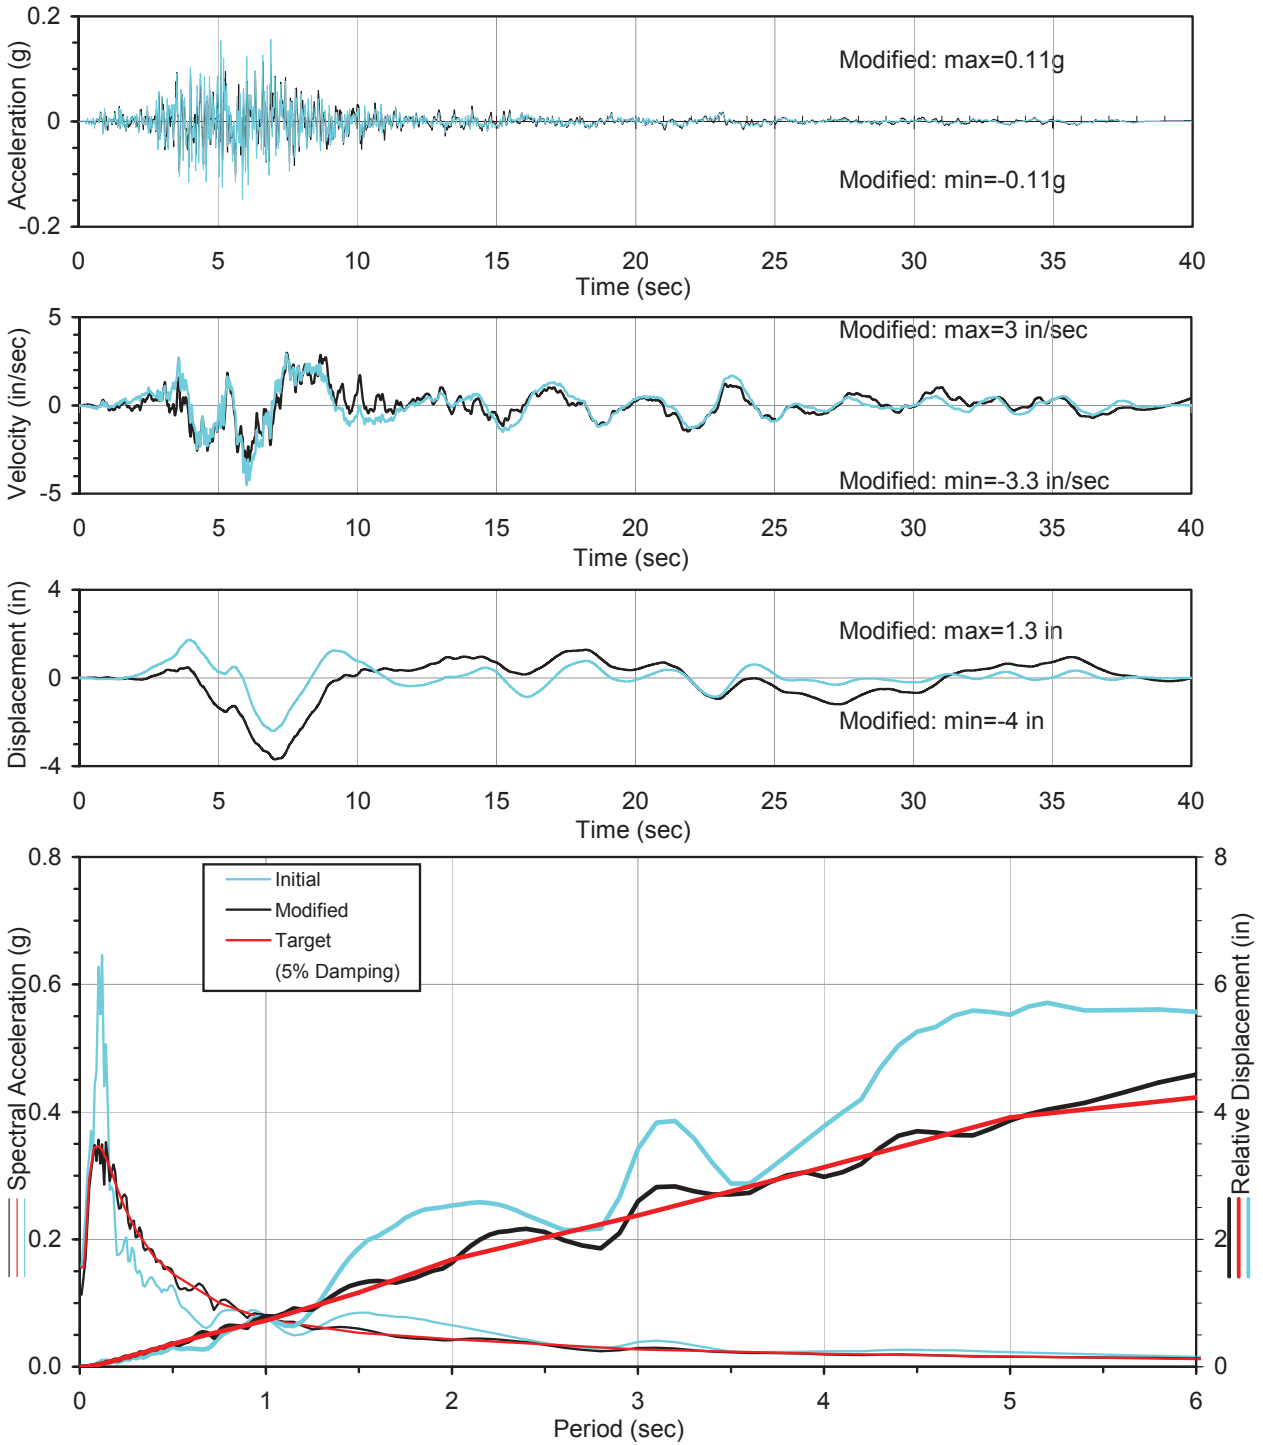 0.2
0
-0.2
Acceleration (g)
Modified: max=0.11g
Modified: min=-0.11g
0 5 10 15 20 25 30 35 40
Time (sec)
5
0
-5
Velocity (in/sec)
Modified: max=3 in/sec
Modified: min=-3.3 in/sec
0 5 10 15 20 25 30 35 40
Time (sec)
4
0
-4
Displacement (in)
Modified: max=1.3 in
Modified: min=-4 in
0 5 10 15 20 25 30 35 40
Time (sec)
0.8
0.6
0.4
0.2
0.0
Spectral Acceleration (g)
Initial
Modified
Target
(5% Damping)
8
6
4
2
0
Relative Displacement (in)
0 1 2 3 4 5 6
Period (sec)